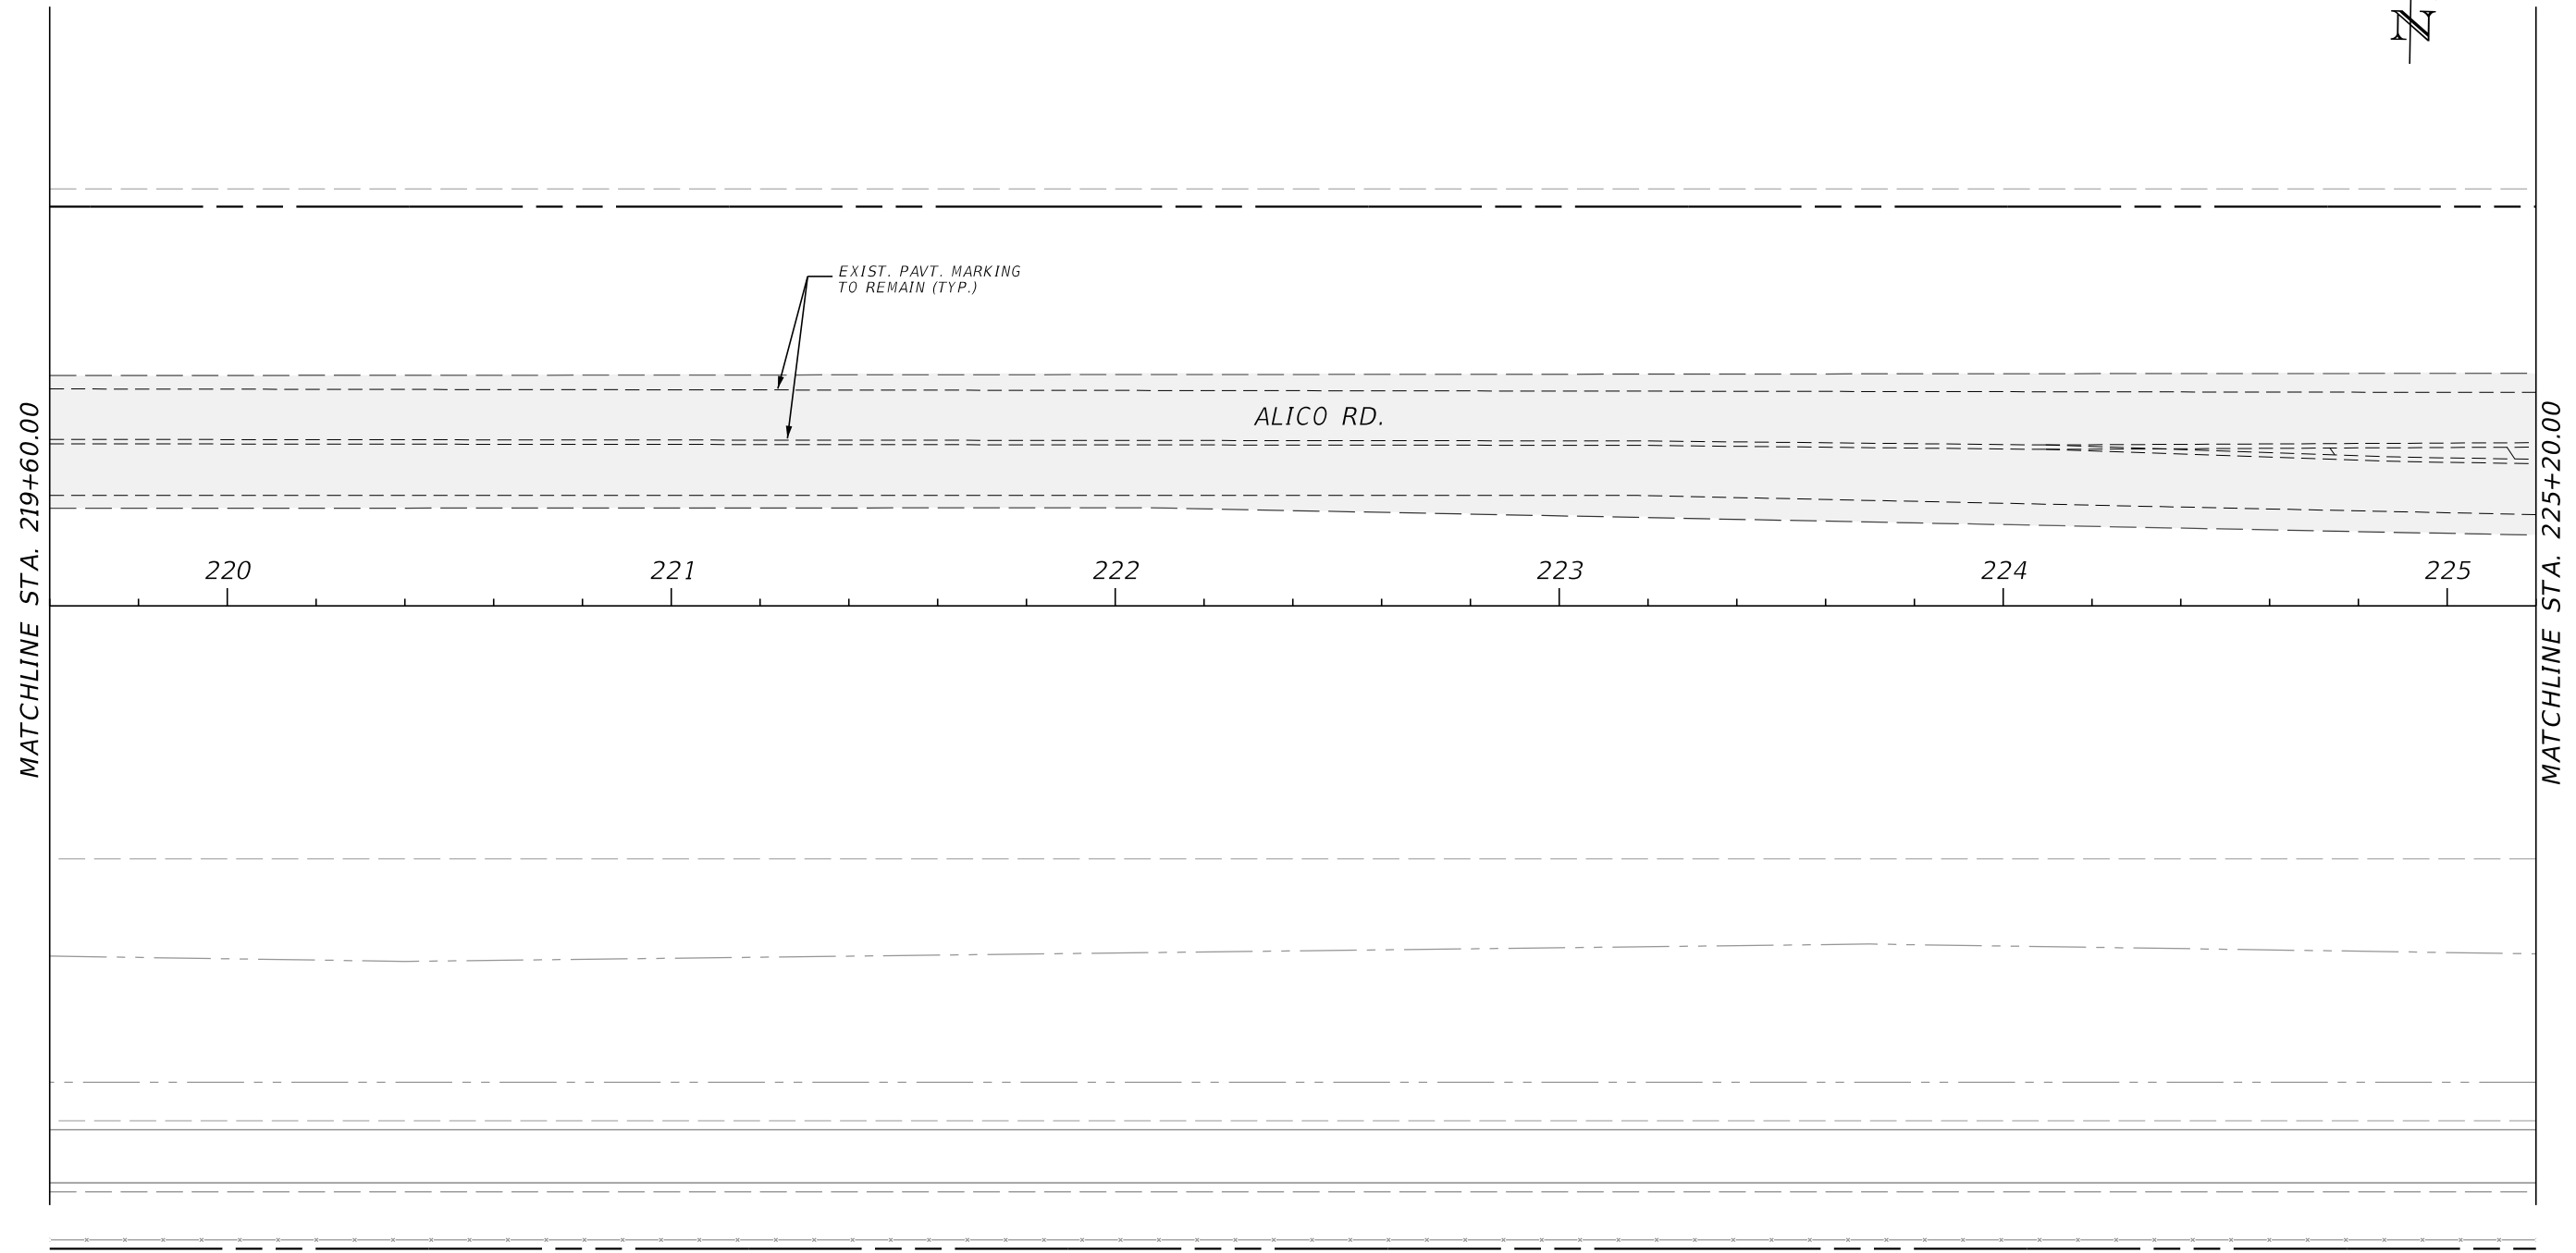 N
EXIST. PAVT. MARKING
TO REMAIN (TYP.)
ALICO RD.
MATCHLINE STA. 219+60.00
MATCHLINE STA. 225+20.00
220 221 222 223 224 225